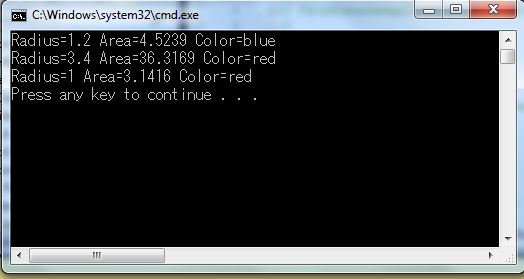 C:\Windows\system32\cmd.exe
Radius=1.2 Area=4.5239 Color=blue
Radius=3.4 Area=36.3169 Color=red
Radius=1 Area=3.1416 Color=red
Press any key to continue . . .